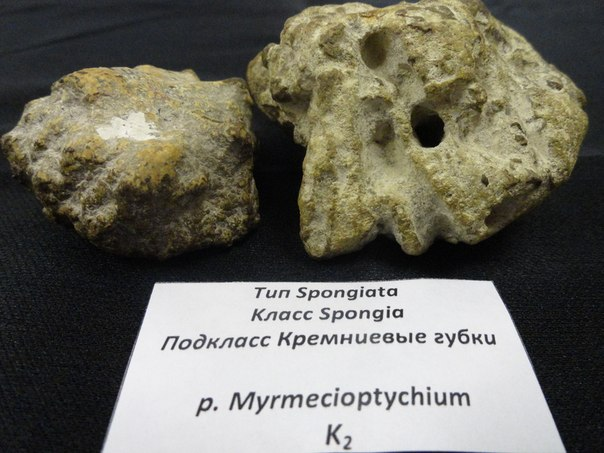 Тип Spongiata
Класс Spongia
Подкласс Кремниевые губки
р. Myrmecioptychium
K₂